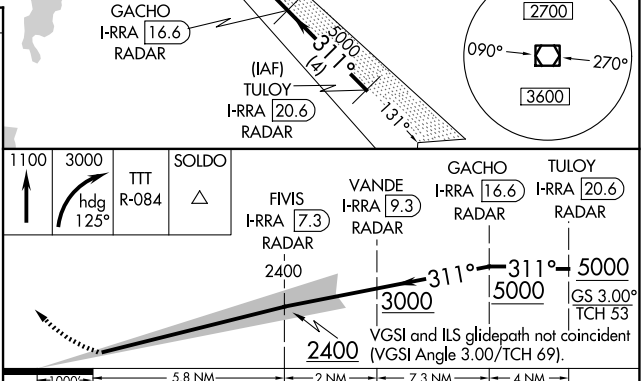 GACHO
I-RRA 16.6
RADAR
311°
5000
(4)
(IAF)
TULOY
I-RRA 20.6
RADAR
131°
2700
090°
270°
3600
1100
3000
hdg
125°
TTT
R-084
SOLDO
FIVIS
I-RRA 7.3
RADAR
VANDE
I-RRA 9.3
RADAR
GACHO
I-RRA 16.6
RADAR
TULOY
I-RRA 20.6
RADAR
2400
311°
311°
5000
3000
5000
GS 3.00°
TCH 53
2400
VGSI and ILS glidepath not coincident
(VGSI Angle 3.00/TCH 69).
5.8 NM
2 NM
7.3 NM
4 NM